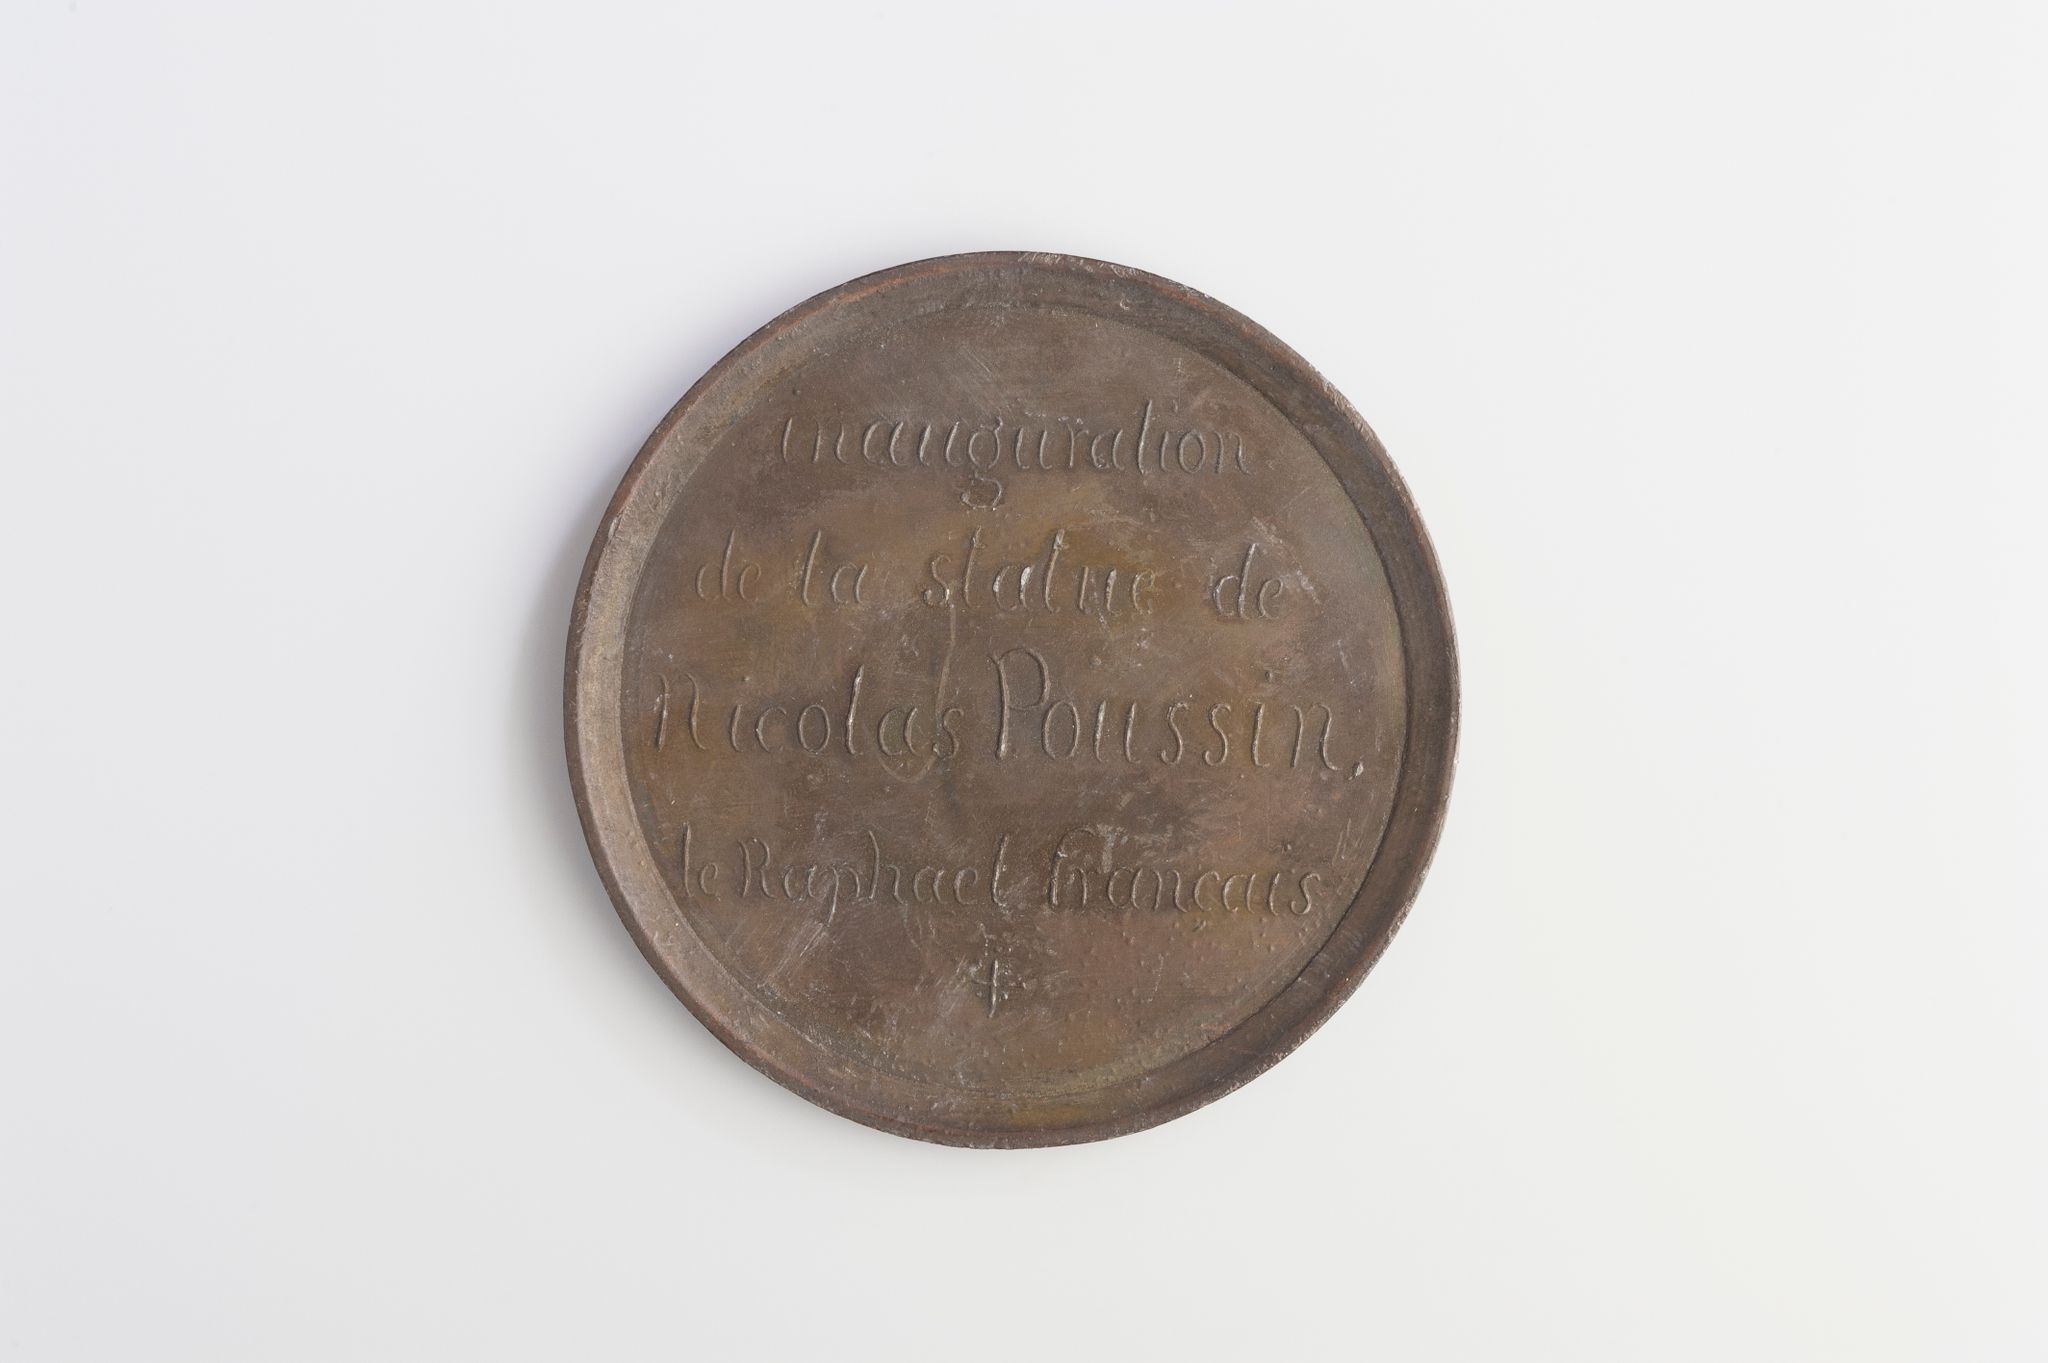 inauguration
de la statue de
Nicolas Poussin,
le Raphael français